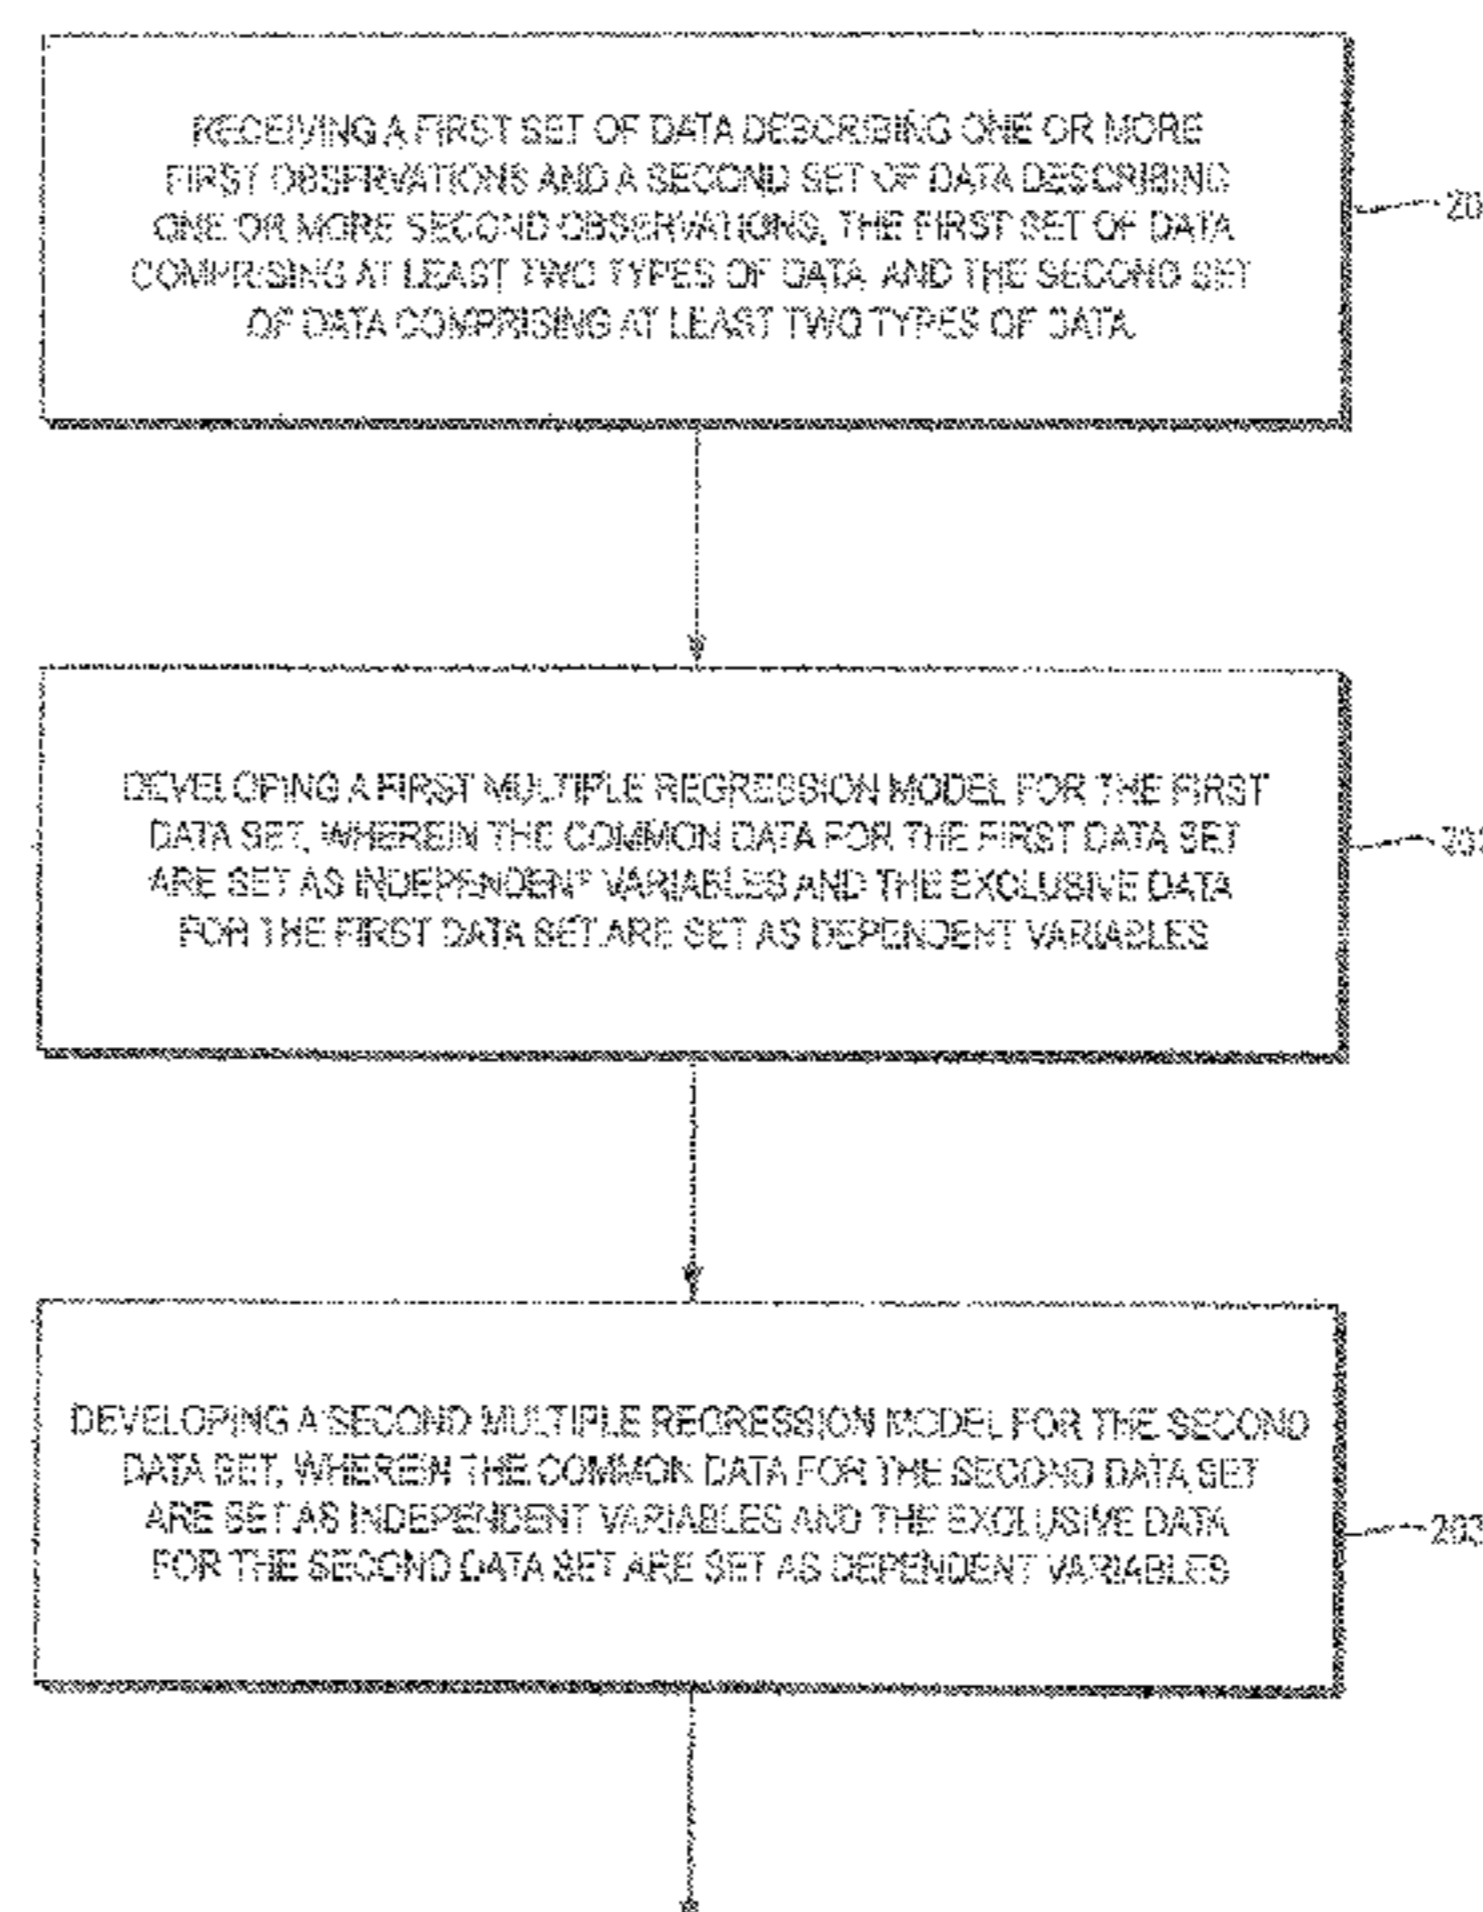 RECEIVING A FIRST SET OF DATA DESCRIBING ONE OR MORE
FIRST OBSERVATIONS AND A SECOND SET OF DATA DESCRIBING
ONE OR MORE SECOND OBSERVATIONS, THE FIRST SET OF DATA
COMPRISING AT LEAST TWO TYPES OF DATA AND THE SECOND SET
OF DATA COMPRISING AT LEAST TWO TYPES OF DATA.
20
DEVELOPING A FIRST MULTIPLE REGRESSION MODEL FOR THE FIRST
DATA SET, WHEREIN THE COMMON DATA FOR THE FIRST DATA SET
ARE SET AS INDEPENDENT VARIABLES AND THE EXCLUSIVE DATA
FOR THE FIRST DATA SET ARE SET AS DEPENDENT VARIABLES
202
DEVELOPING A SECOND MULTIPLE REGRESSION MODEL FOR THE SECOND
DATA SET, WHEREIN THE COMMON DATA FOR THE SECOND DATA SET
ARE SET AS INDEPENDENT VARIABLES AND THE EXCLUSIVE DATA
FOR THE SECOND DATA SET ARE SET AS DEPENDENT VARIABLES
203